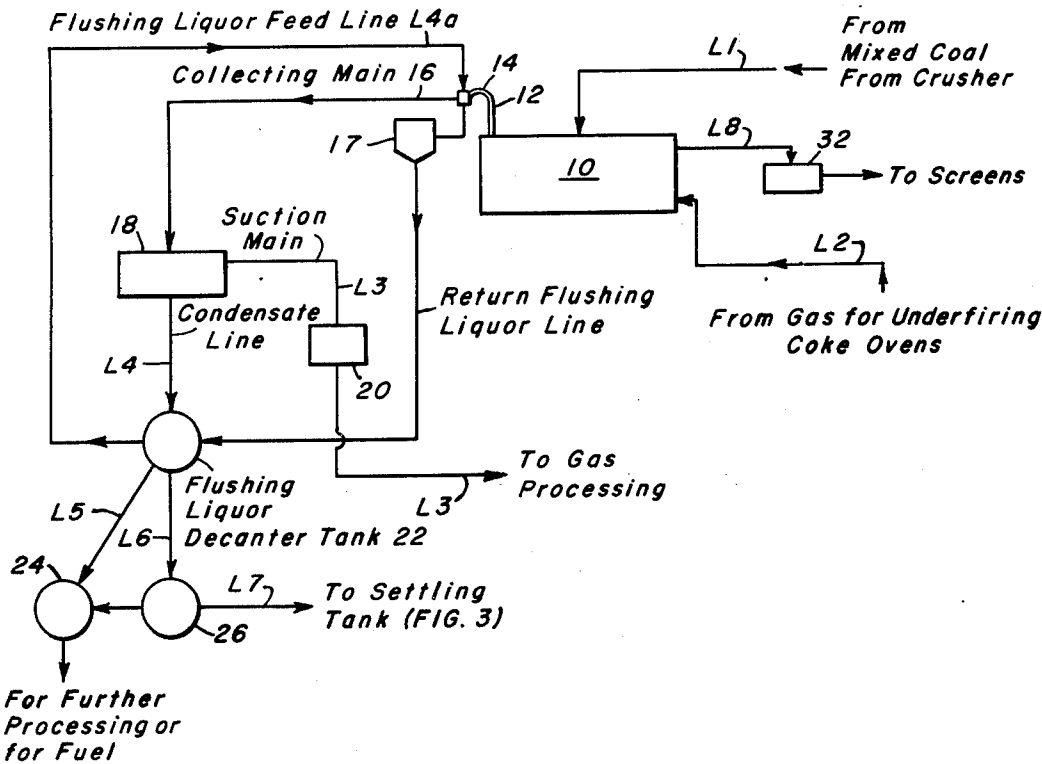 Flushing Liquor Feed Line L4a
From
Mixed Coal
From Crusher
L1
Collecting Main 16
14
12
17
10
L8
32
To Screens
18
Suction
Main
L3
L2
Return Flushing
Liquor Line
From Gas for Underfiring
Coke Ovens
Condensate
Line
L4
20
To Gas
Processing
L3
Flushing
Liquor
Decanter Tank 22
L5
L6
24
L7
To Settling
Tank (FIG. 3)
26
For Further
Processing or
for Fuel